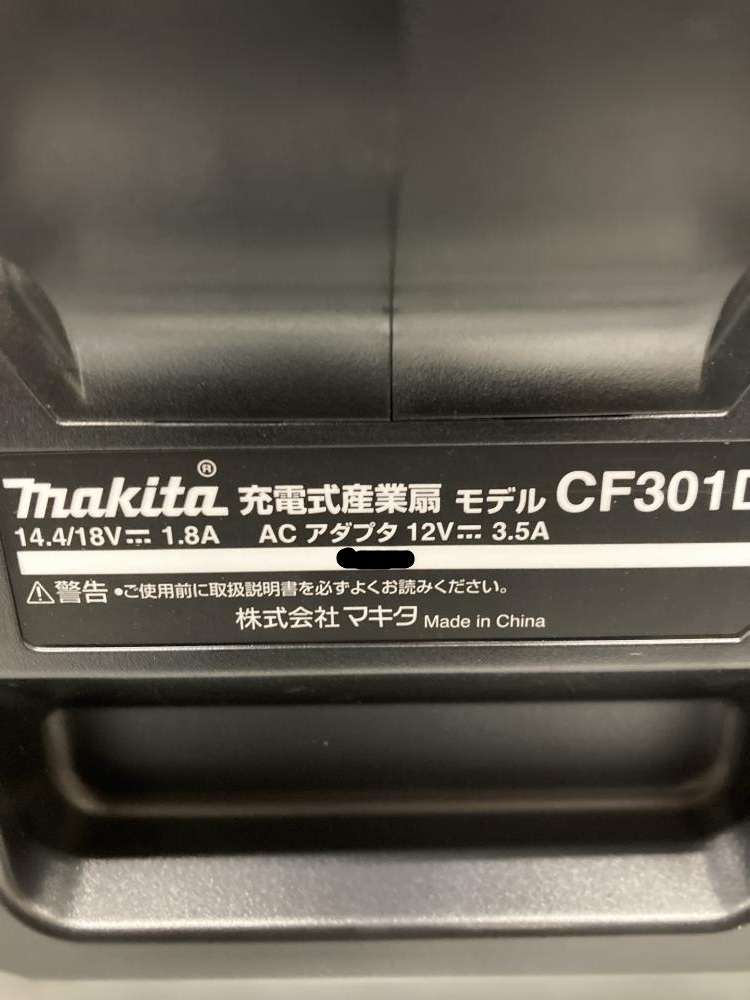 makita® 充電式産業扇 モデル CF301D
14.4/18V⎓ 1.8A AC アダプタ 12V⎓ 3.5A
⚠警告 •ご使用前に取扱説明書を必ずよくお読みください。
株式会社マキタ Made in China